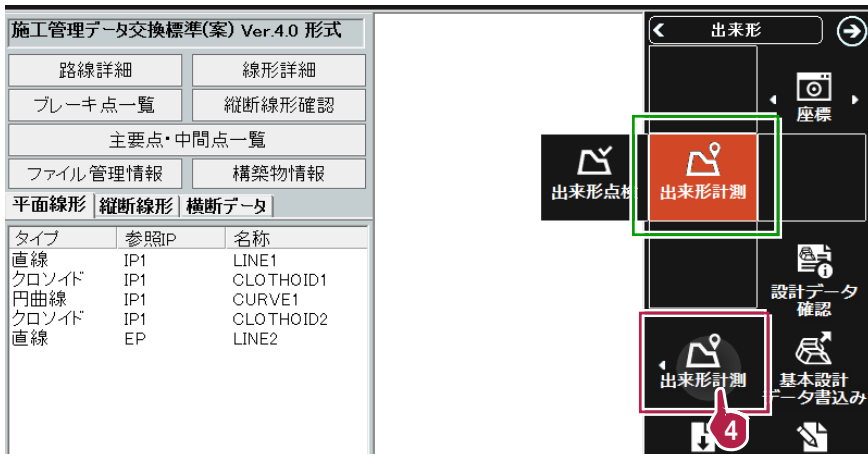 施工管理データ交換標準(案) Ver.4.0 形式
路線詳細
線形詳細
ブレーキ点一覧
縦断線形確認
主要点・中間点一覧
ファイル管理情報
構築物情報
平面線形 縦断線形 横断データ
タイプ 参照IP 名称
直線 IP1 LINE1
クロソイド IP1 CLOTHOID1
円曲線 IP1 CURVE1
クロソイド IP1 CLOTHOID2
直線 EP LINE2
出来形
座標
出来形点検
出来形計測
設計データ
確認
出来形計測
基本設計
データ書込み
4